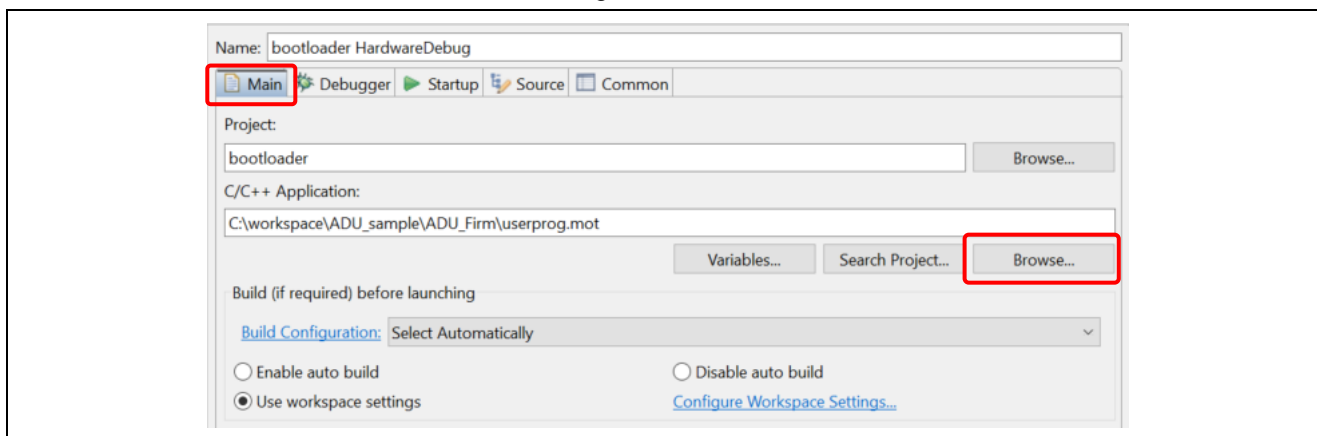 Name: bootloader HardwareDebug
Main Debugger Startup Source Common
Project:
bootloader Browse...
C/C++ Application:
C:\workspace\ADU_sample\ADU_Firm\userprog.mot
Variables... Search Project... Browse...
Build (if required) before launching
Build Configuration: Select Automatically
Enable auto build Disable auto build
Use workspace settings Configure Workspace Settings...